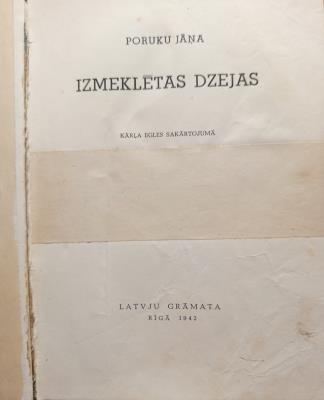 PORUKU JĀŅA
IZMEKLĒTAS DZEJAS
KĀRĻA EGLES SAKĀRTOJUMĀ
LATVJU GRĀMATA
RĪGĀ 1942